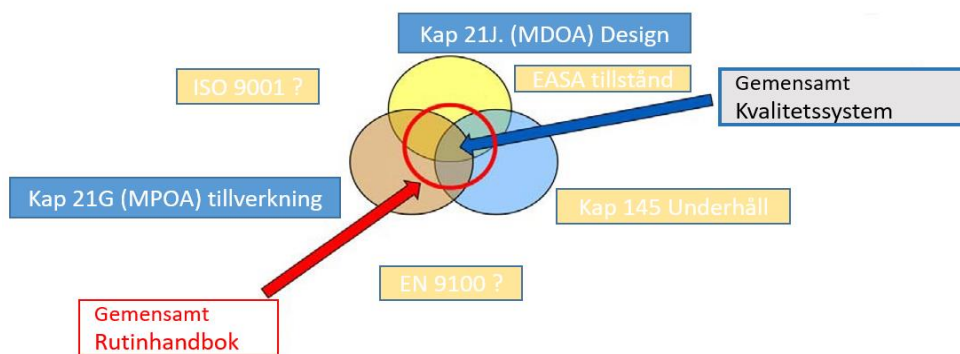 Kap 21J. (MDOA) Design
ISO 9001 ?
EASA tillstånd
Gemensamt
Kvalitetssystem
Kap 21G (MPOA) tillverkning
Kap 145 Underhåll
EN 9100 ?
Gemensamt
Rutinhandbok